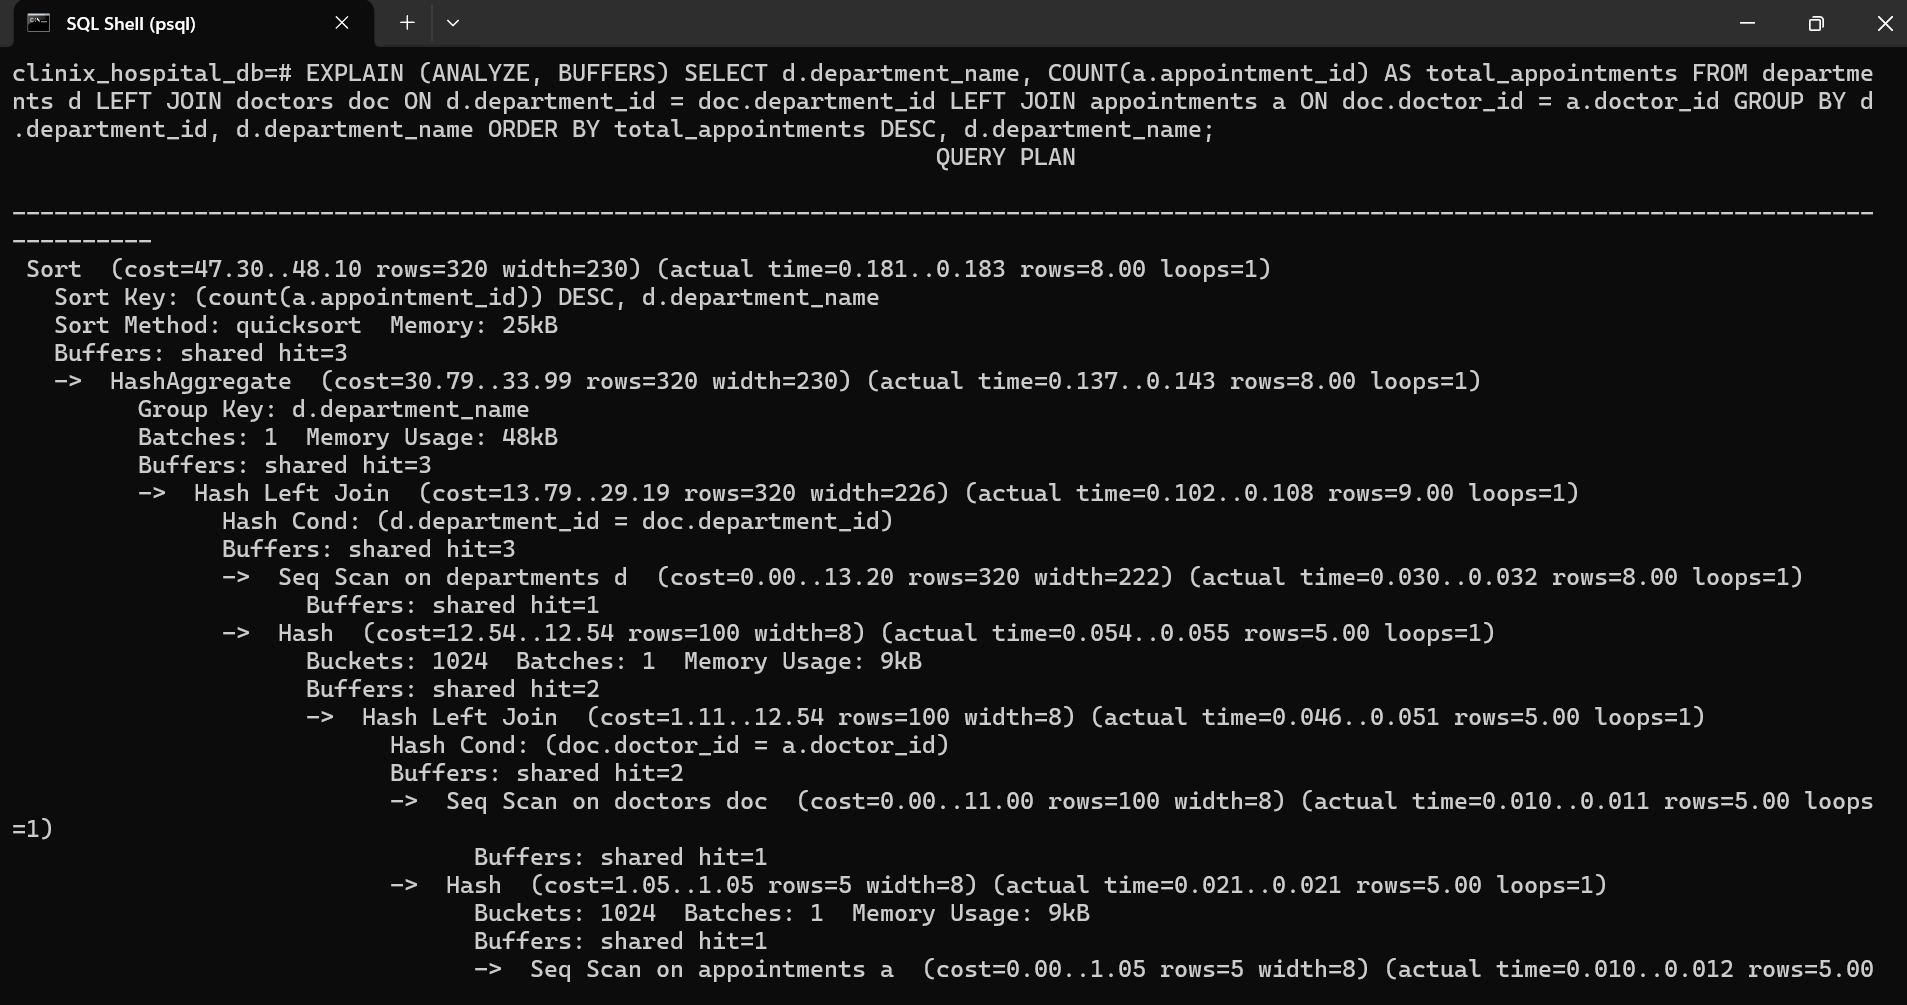 SQL Shell (psql)
clinix_hospital_db=# EXPLAIN (ANALYZE, BUFFERS) SELECT d.department_name, COUNT(a.appointment_id) AS total_appointments FROM departme
nts d LEFT JOIN doctors doc ON d.department_id = doc.department_id LEFT JOIN appointments a ON doc.doctor_id = a.doctor_id GROUP BY d
.department_id, d.department_name ORDER BY total_appointments DESC, d.department_name;
QUERY PLAN
-------------------------------------------------------------------------------------------------------------------------------------
----------
Sort  (cost=47.30..48.10 rows=320 width=230) (actual time=0.181..0.183 rows=8.00 loops=1)
Sort Key: (count(a.appointment_id)) DESC, d.department_name
Sort Method: quicksort  Memory: 25kB
Buffers: shared hit=3
->  HashAggregate  (cost=30.79..33.99 rows=320 width=230) (actual time=0.137..0.143 rows=8.00 loops=1)
Group Key: d.department_name
Batches: 1  Memory Usage: 48kB
Buffers: shared hit=3
->  Hash Left Join  (cost=13.79..29.19 rows=320 width=226) (actual time=0.102..0.108 rows=9.00 loops=1)
Hash Cond: (d.department_id = doc.department_id)
Buffers: shared hit=3
->  Seq Scan on departments d  (cost=0.00..13.20 rows=320 width=222) (actual time=0.030..0.032 rows=8.00 loops=1)
Buffers: shared hit=1
->  Hash  (cost=12.54..12.54 rows=100 width=8) (actual time=0.054..0.055 rows=5.00 loops=1)
Buckets: 1024  Batches: 1  Memory Usage: 9kB
Buffers: shared hit=2
->  Hash Left Join  (cost=1.11..12.54 rows=100 width=8) (actual time=0.046..0.051 rows=5.00 loops=1)
Hash Cond: (doc.doctor_id = a.doctor_id)
Buffers: shared hit=2
->  Seq Scan on doctors doc  (cost=0.00..11.00 rows=100 width=8) (actual time=0.010..0.011 rows=5.00 loops
=1)
Buffers: shared hit=1
->  Hash  (cost=1.05..1.05 rows=5 width=8) (actual time=0.021..0.021 rows=5.00 loops=1)
Buckets: 1024  Batches: 1  Memory Usage: 9kB
Buffers: shared hit=1
->  Seq Scan on appointments a  (cost=0.00..1.05 rows=5 width=8) (actual time=0.010..0.012 rows=5.00